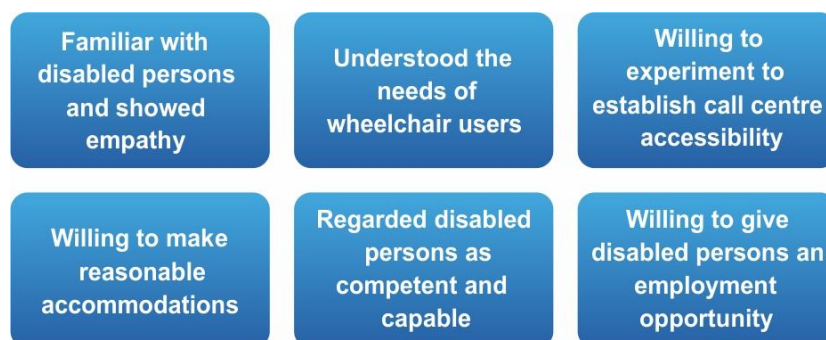 Familiar with
disabled persons
and showed
empathy
Understood the
needs of
wheelchair users
Willing to
experiment to
establish call centre
accessibility
Willing to make
reasonable
accommodations
Regarded disabled
persons as
competent and
capable
Willing to give
disabled persons an
employment
opportunity